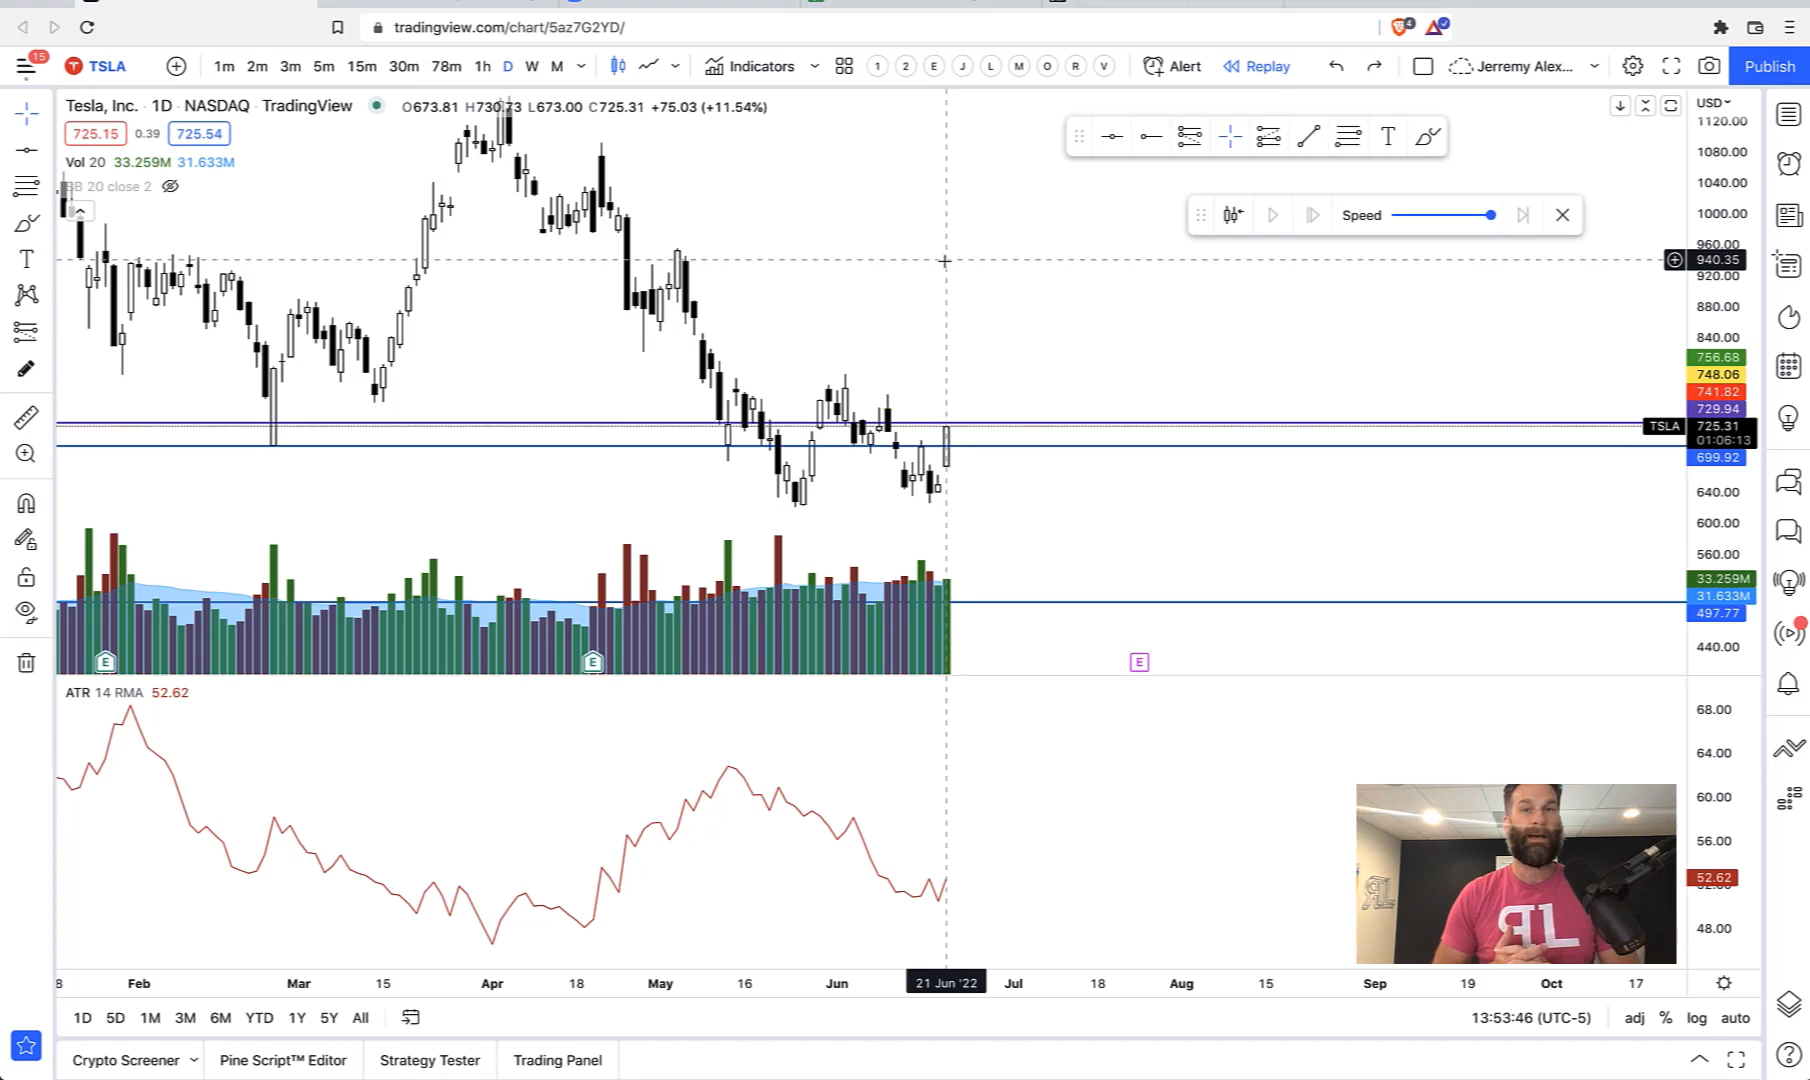 tradingview.com/chart/5az7G2YD/
4
15
TSLA
1m 2m 3m 5m 15m 30m 78m 1h D W M
Indicators
1 2 E J L M O R V
Alert
Replay
Jerremy Alex...
Publish
Tesla, Inc. · 1D · NASDAQ · TradingView
O673.81 H730.73 L673.00 C725.31 +75.03 (+11.54%)
725.15 0.39 725.54
Vol 20 33.259M 31.633M
BB 20 close 2
T
Speed
USD
1120.00
1080.00
1040.00
1000.00
960.00
940.35
920.00
880.00
840.00
756.68
748.06
741.82
729.94
TSLA 725.31
01:06:13
699.92
640.00
600.00
560.00
33.259M
31.633M
497.77
440.00
E E E
ATR 14 RMA 52.62
68.00
64.00
60.00
56.00
52.62
48.00
8 Feb Mar 15 Apr 18 May 16 Jun 21 Jun '22 Jul 18 Aug 15 Sep 19 Oct 17
1D 5D 1M 3M 6M YTD 1Y 5Y All
13:53:46 (UTC-5) adj % log auto
Crypto Screener Pine Script™ Editor Strategy Tester Trading Panel